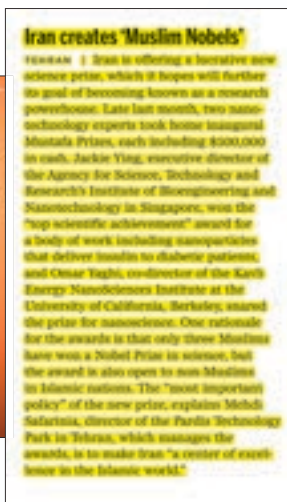 Iran creates 'Muslim Nobels'
TEHRAN | Iran is offering a lucrative new
science prize, which it hopes will further
its goal of becoming known as a research
powerhouse. Late last month, two nano-
technology experts took home inaugural
Mustafa Prizes, each including $500,000
in cash. Jackie Ying, executive director of
the Agency for Science, Technology and
Research's Institute of Bioengineering and
Nanotechnology in Singapore, won the
"top scientific achievement" award for
a body of work including nanoparticles
that deliver insulin to diabetic patients,
and Omar Yaghi, co-director of the Kavli
Energy NanoSciences Institute at the
University of California, Berkeley, snared
the prize for nanoscience. One rationale
for the awards is that only three Muslims
have won a Nobel Prize in science, but
the award is also open to non-Muslims
in Islamic nations. The "most important
policy" of the new prize, explains Mehdi
Safarinia, director of the Pardis Technology
Park in Tehran, which manages the
awards, is to make Iran "a center of excel-
lence in the Islamic world."